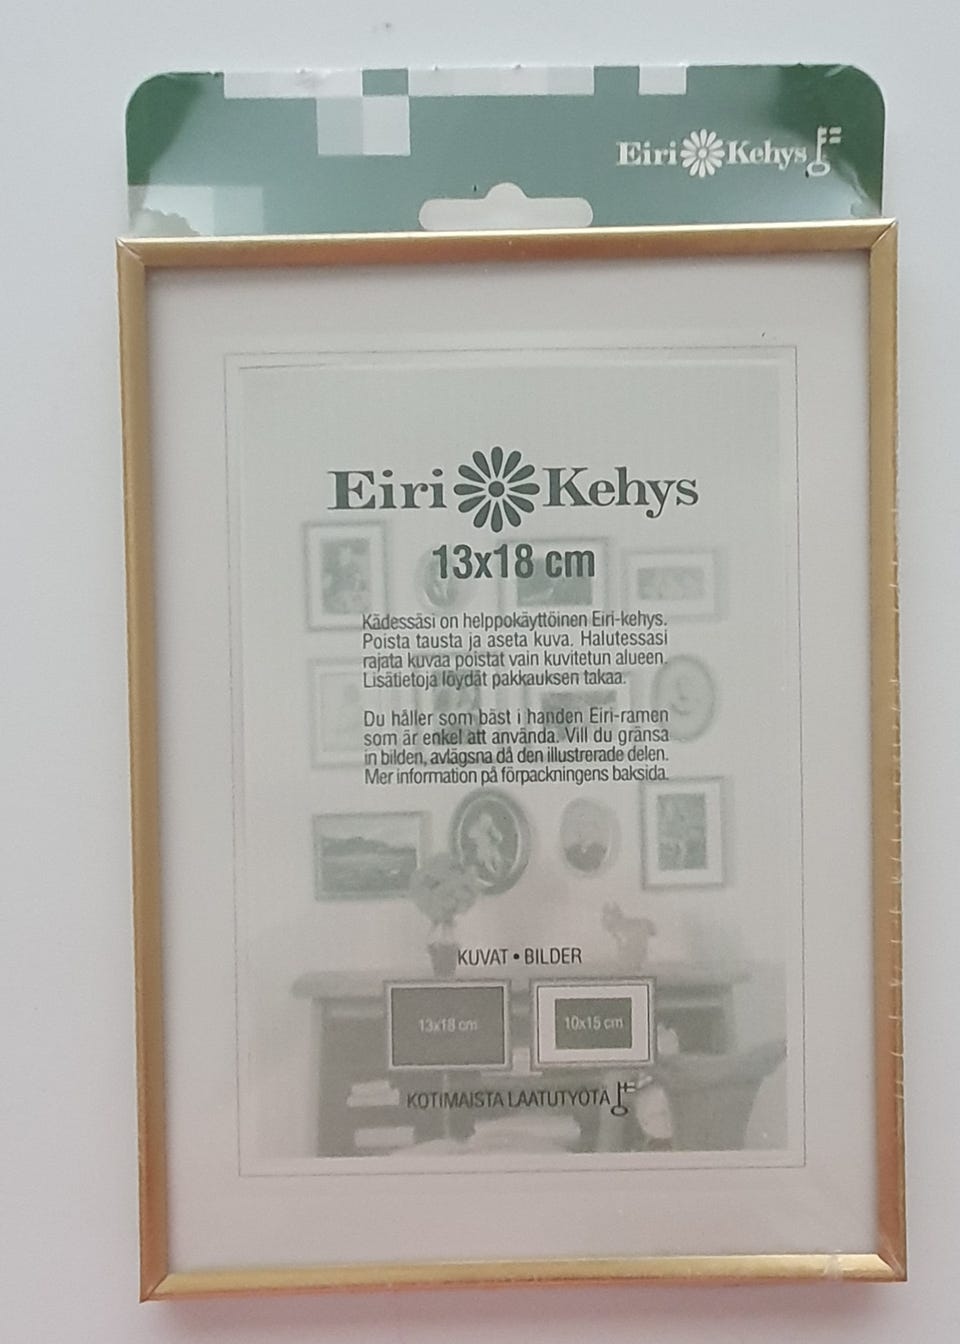 Eiri Kehys
Eiri Kehys
13x18 cm
Kädessäsi on helppokäyttöinen Eiri-kehys.
Poista tausta ja aseta kuva. Halutessasi
rajata kuvaa poistat vain kuvitetun alueen.
Lisätietoja löydät pakkauksen takaa.
Du håller som bäst i handen Eiri-ramen
som är enkel att använda. Vill du gränsa
in bilden, avlägsna då den illustrerade delen.
Mer information på förpackningens baksida.
KUVAT • BILDER
13x18 cm
10x15 cm
KOTIMAISTA LAATUTYÖTÄ